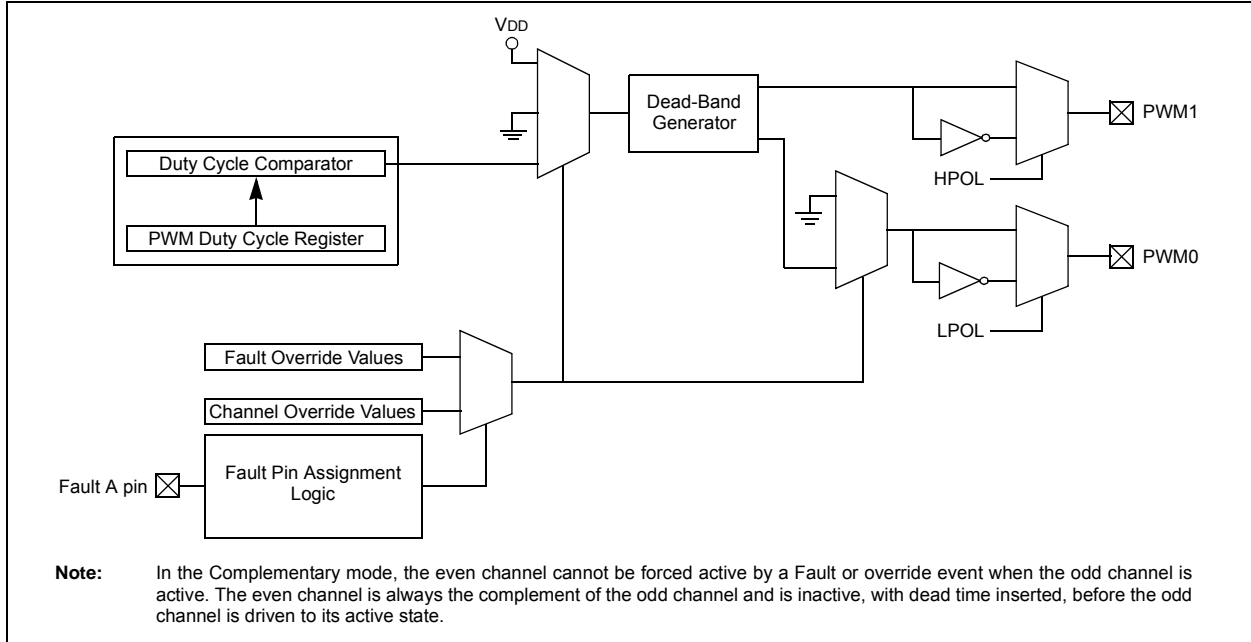 VDD
Dead-Band
Generator
PWM1
Duty Cycle Comparator
HPOL
PWM Duty Cycle Register
PWM0
LPOL
Fault Override Values
Channel Override Values
Fault Pin Assignment
Logic
Fault A pin
Note: In the Complementary mode, the even channel cannot be forced active by a Fault or override event when the odd channel is
active. The even channel is always the complement of the odd channel and is inactive, with dead time inserted, before the odd
channel is driven to its active state.